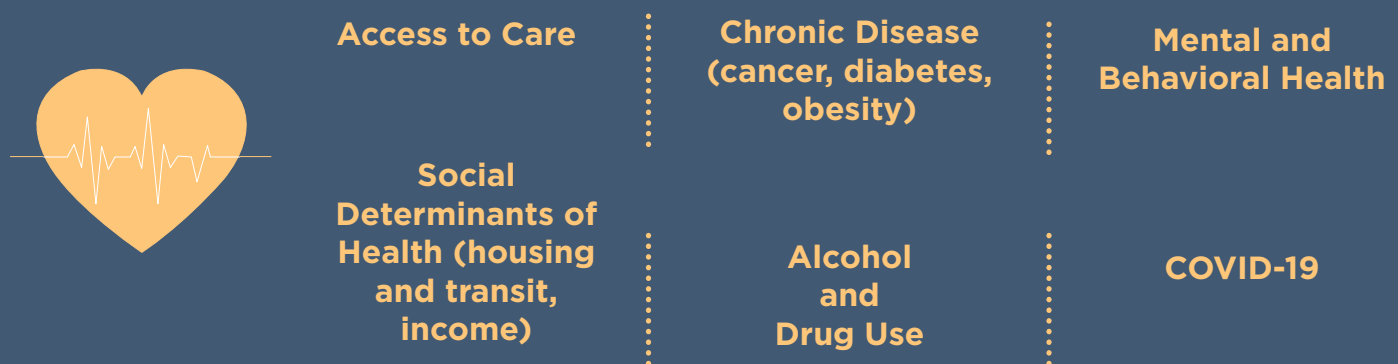 Access to Care
Chronic Disease
(cancer, diabetes,
obesity)
Mental and
Behavioral Health
Social
Determinants of
Health (housing
and transit,
income)
Alcohol
and
Drug Use
COVID-19